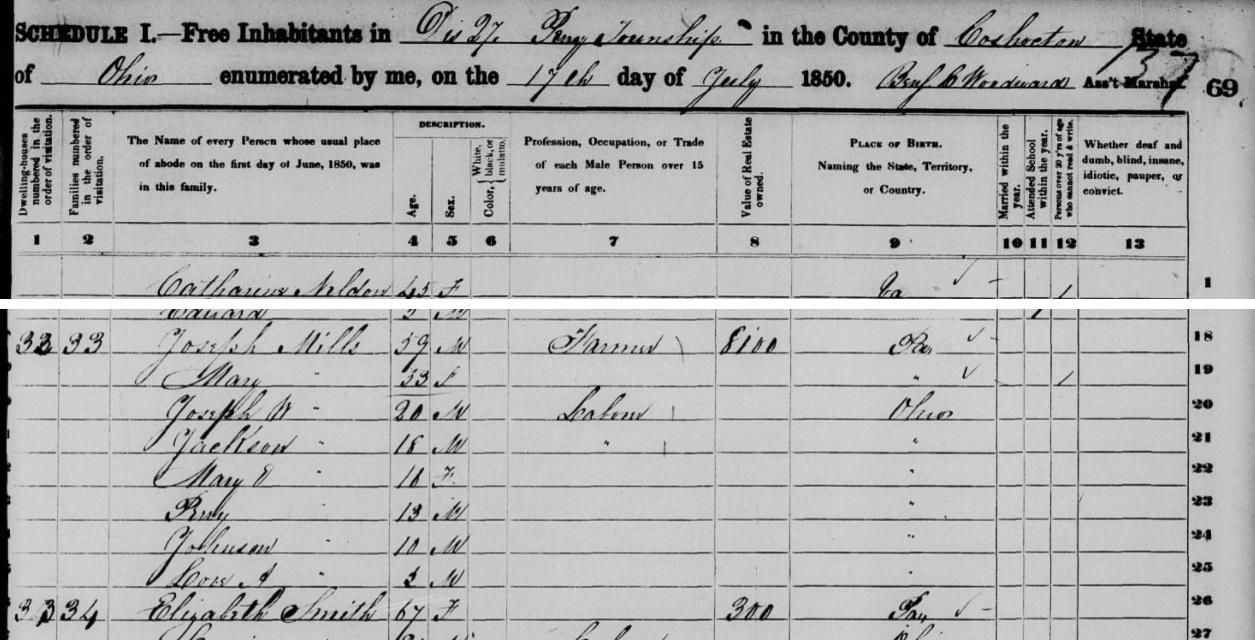 SCHEDULE I.—Free Inhabitants in Dis 27 Perry Township in the County of Coshocton State
of Ohio enumerated by me, on the 17th day of July 1850. Benj C Woodward Ass't Marshal
137 69
Dwelling-houses numbered in the order of visitation.
Families numbered in the order of visitation.
The Name of every Person whose usual place of abode on the first day of June, 1850, was in this family.
DESCRIPTION.
Age.
Sex.
Color, White, black, or mulatto.
Profession, Occupation, or Trade of each Male Person over 15 years of age.
Value of Real Estate owned.
PLACE OF BIRTH. Naming the State, Territory, or Country.
Married within the year.
Attended School within the year.
Persons over 20 y'rs of age who cannot read & write.
Whether deaf and dumb, blind, insane, idiotic, pauper, or convict.
1 2 3 4 5 6 7 8 9 10 11 12 13
Catharine Neldon 45 F Va / 1
Edward 5 M /
32 33 Joseph Mills 59 M Farmer 8100 Pa 18
Mary " 53 F " / 19
Joseph W " 20 M Labour Ohio 20
Jackson " 18 M " " 21
Mary E " 16 F " 22
Perry " 13 M " 23
Johnson " 10 M " 24
A " M " 25
33 34 Elizabeth Smith 67 F 300 Pa 26
27